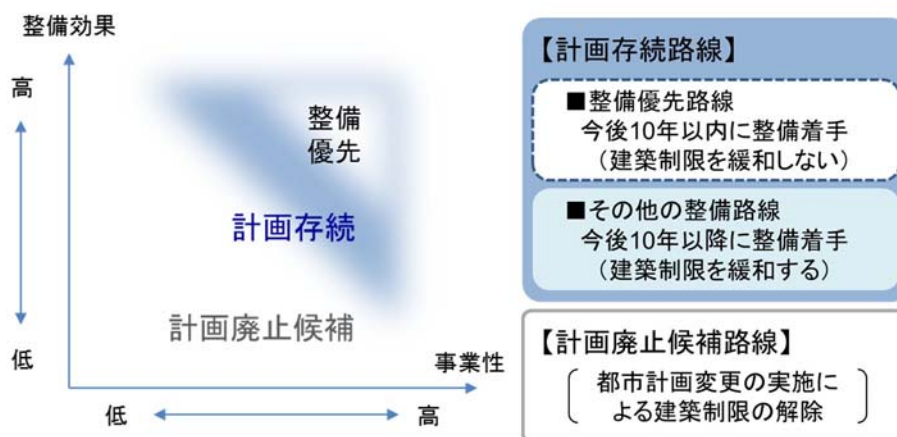 整備効果
高
低
整備
優先
計画存続
計画廃止候補
事業性
低
高
【計画存続路線】
■整備優先路線
今後10年以内に整備着手
（建築制限を緩和しない）
■その他の整備路線
今後10年以降に整備着手
（建築制限を緩和する）
【計画廃止候補路線】
都市計画変更の実施に
よる建築制限の解除